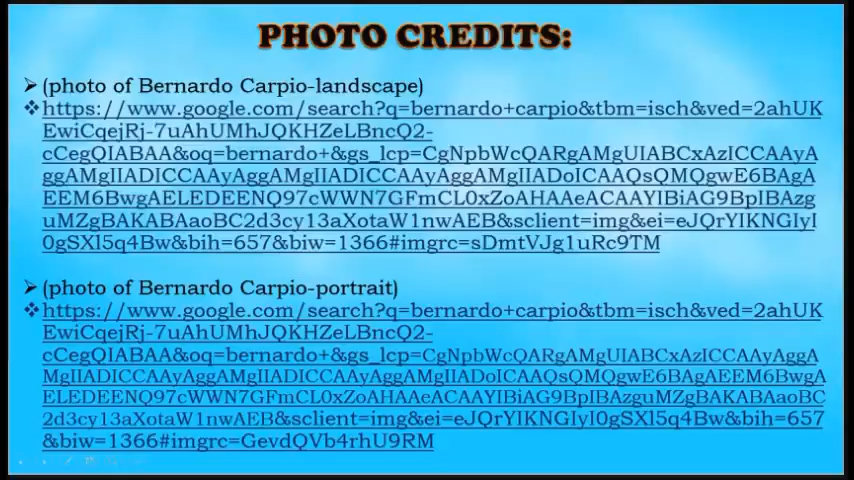 PHOTO CREDITS:
(photo of Bernardo Carpio-landscape)
https://www.google.com/search?q=bernardo+carpio&tbm=isch&ved=2ahUK
EwiCqejRj-7uAhUMhJQKHZeLBncQ2-
cCegQIABAA&oq=bernardo+&gs_lcp=CgNpbWcQARgAMgUIABCxAzICCAAyA
ggAMgIIADICCAAyAggAMgIIADICCAAyAggAMgIIADoICAAQsQMQgwE6BAgA
EEM6BwgAELEDEENQ97cWWN7GFmCL0xZoAHAAeACAAYIBiAG9BpIBAzg
uMZgBAKABAaoBC2d3cy13aXotaW1nwAEB&sclient=img&ei=eJQrYIKNGIyI
0gSXl5q4Bw&bih=657&biw=1366#imgrc=sDmtVJg1uRc9TM
(photo of Bernardo Carpio-portrait)
https://www.google.com/search?q=bernardo+carpio&tbm=isch&ved=2ahUK
EwiCqejRj-7uAhUMhJQKHZeLBncQ2-
cCegQIABAA&oq=bernardo+&gs_lcp=CgNpbWcQARgAMgUIABCxAzICCAAyAggA
MgIIADICCAAyAggAMgIIADICCAAyAggAMgIIADoICAAQsQMQgwE6BAgAEEM6BwgA
ELEDEENQ97cWWN7GFmCL0xZoAHAAeACAAYIBiAG9BpIBAzguMZgBAKABAaoBC
2d3cy13aXotaW1nwAEB&sclient=img&ei=eJQrYIKNGIyI0gSXl5q4Bw&bih=657
&biw=1366#imgrc=GevdQVb4rhU9RM